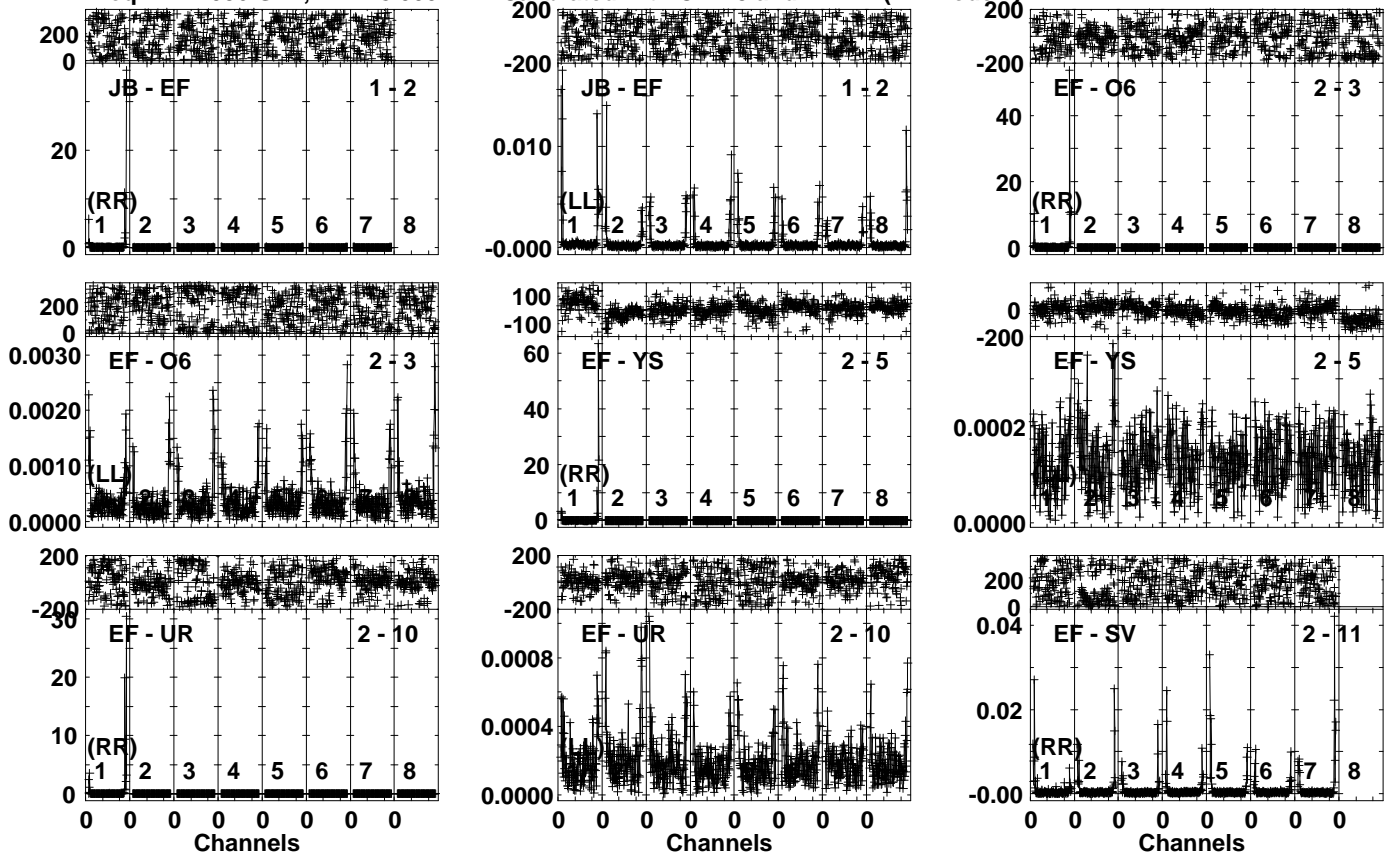 200
0
JB - EF 1 - 2
20
0
(RR)
1 2 3 4 5 6 7 8
200
-200
JB - EF 1 - 2
0.010
-0.000
(LL)
1 2 3 4 5 6 7 8
200
-200
EF - O6 2 - 3
40
20
0
(RR)
1 2 3 4 5 6 7 8
200
0
0.0030
EF - O6 2 - 3
0.0020
0.0010
0.0000
(LL)
100
-100
60
EF - YS 2 - 5
40
20
0
(RR)
1 2 3 4 5 6 7 8
0
-200
EF - YS 2 - 5
0.0002
0.0000
1 2 3 4 5 6 7 8
200
-200
30
EF - UR 2 - 10
20
10
0
(RR)
1 2 3 4 5 6 7 8
0 0 0 0 0 0 0 0
Channels
200
-200
EF - UR 2 - 10
0.0008
0.0004
0.0000
0 0 0 0 0 0 0 0
Channels
200
0
0.04
EF - SV 2 - 11
0.02
-0.00
(RR)
1 2 3 4 5 6 7 8
0 0 0 0 0 0 0
Channels